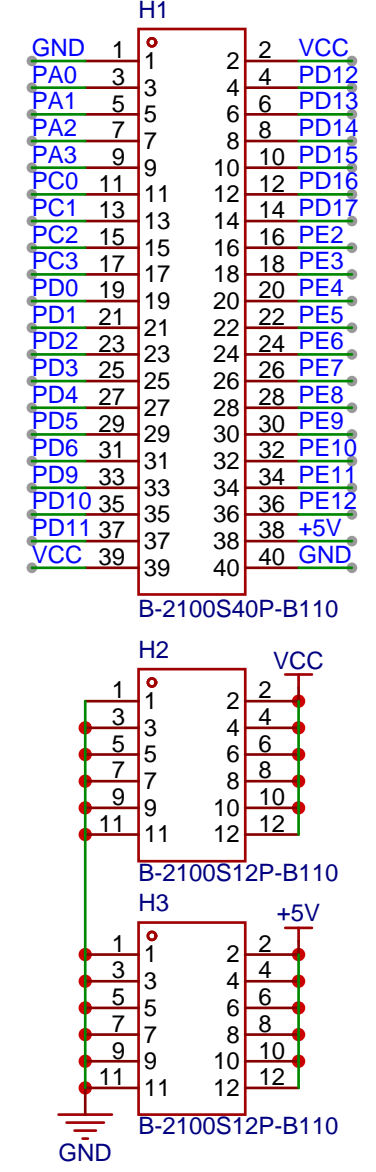 H1
GND 1 1 2 2 VCC
PA0 3 3 4 4 PD12
PA1 5 5 6 6 PD13
PA2 7 7 8 8 PD14
PA3 9 9 10 10 PD15
PC0 11 11 12 12 PD16
PC1 13 13 14 14 PD17
PC2 15 15 16 16 PE2
PC3 17 17 18 18 PE3
PD0 19 19 20 20 PE4
PD1 21 21 22 22 PE5
PD2 23 23 24 24 PE6
PD3 25 25 26 26 PE7
PD4 27 27 28 28 PE8
PD5 29 29 30 30 PE9
PD6 31 31 32 32 PE10
PD9 33 33 34 34 PE11
PD10 35 35 36 36 PE12
PD11 37 37 38 38 +5V
VCC 39 39 40 40 GND
B-2100S40P-B110
H2
VCC
1 1 2 2
3 3 4 4
5 5 6 6
7 7 8 8
9 9 10 10
11 11 12 12
B-2100S12P-B110
H3
+5V
1 1 2 2
3 3 4 4
5 5 6 6
7 7 8 8
9 9 10 10
11 11 12 12
B-2100S12P-B110
GND